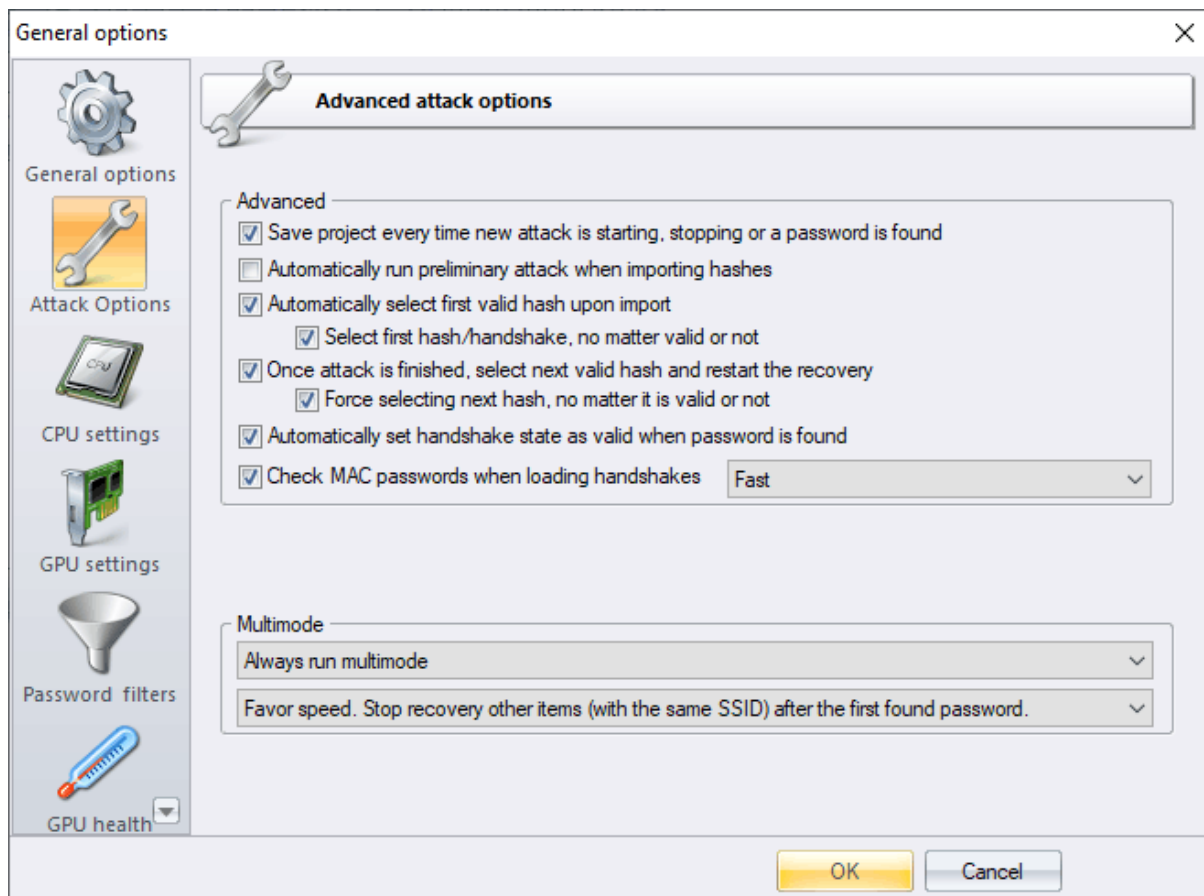 General options
General options
Attack Options
CPU
CPU settings
GPU settings
Password filters
GPU health
Advanced attack options
Advanced
Save project every time new attack is starting, stopping or a password is found
Automatically run preliminary attack when importing hashes
Automatically select first valid hash upon import
Select first hash/handshake, no matter valid or not
Once attack is finished, select next valid hash and restart the recovery
Force selecting next hash, no matter it is valid or not
Automatically set handshake state as valid when password is found
Check MAC passwords when loading handshakes Fast
Multimode
Always run multimode
Favor speed. Stop recovery other items (with the same SSID) after the first found password.
OK Cancel